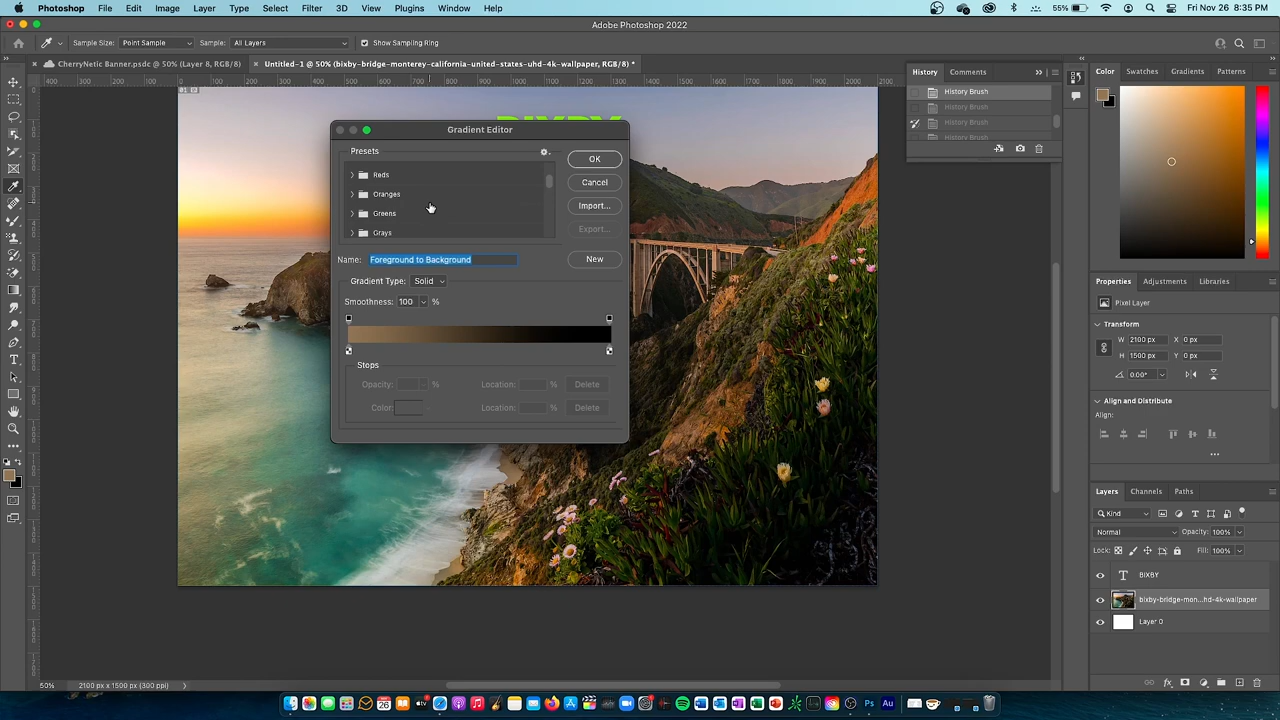 Photoshop File Edit Image Layer Type Select Filter 3D View Plugins Window Help 55% Fri Nov 26 8:35 PM
Adobe Photoshop 2022
Sample Size: Point Sample Sample: All Layers Show Sampling Ring
CherryNetic Banner.psdc @ 50% (Layer 8, RGB/8) Untitled-1 @ 50% (bixby-bridge-monterey-california-united-states-uhd-4k-wallpaper, RGB/8) *
History Comments
History Brush
History Brush
History Brush
History Brush
Color Swatches Gradients Patterns
BIXBY
Gradient Editor
Presets
Reds
Oranges
Greens
Grays
OK
Cancel
Import...
Export...
New
Name: Foreground to Background
Gradient Type: Solid
Smoothness: 100 %
Stops
Opacity: % Location: % Delete
Color: Location: % Delete
Properties Adjustments Libraries
Pixel Layer
Transform
W 2100 px X 0 px
H 1500 px Y 0 px
0.00°
Align and Distribute
Align:
Layers Channels Paths
Kind
Normal Opacity: 100%
Lock: Fill: 100%
BIXBY
bixby-bridge-mon...hd-4k-wallpaper
Layer 0
50% 2100 px x 1500 px (300 ppi)